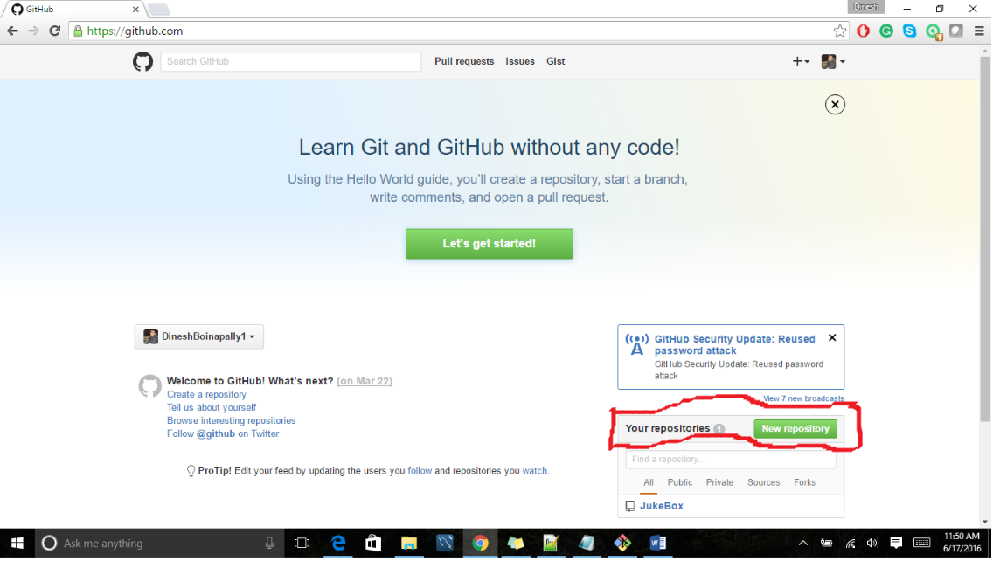 GitHub
Dinesh
https://github.com
Search GitHub
Pull requests Issues Gist
Learn Git and GitHub without any code!
Using the Hello World guide, you'll create a repository, start a branch,
write comments, and open a pull request.
Let's get started!
DineshBoinapally1
Welcome to GitHub! What's next? (on Mar 22)
Create a repository
Tell us about yourself
Browse interesting repositories
Follow @github on Twitter
ProTip! Edit your feed by updating the users you follow and repositories you watch.
GitHub Security Update: Reused
password attack
GitHub Security Update: Reused password
attack
View 7 new broadcasts
Your repositories 1 New repository
Find a repository...
All Public Private Sources Forks
JukeBox
Ask me anything
11:50 AM
6/17/2016